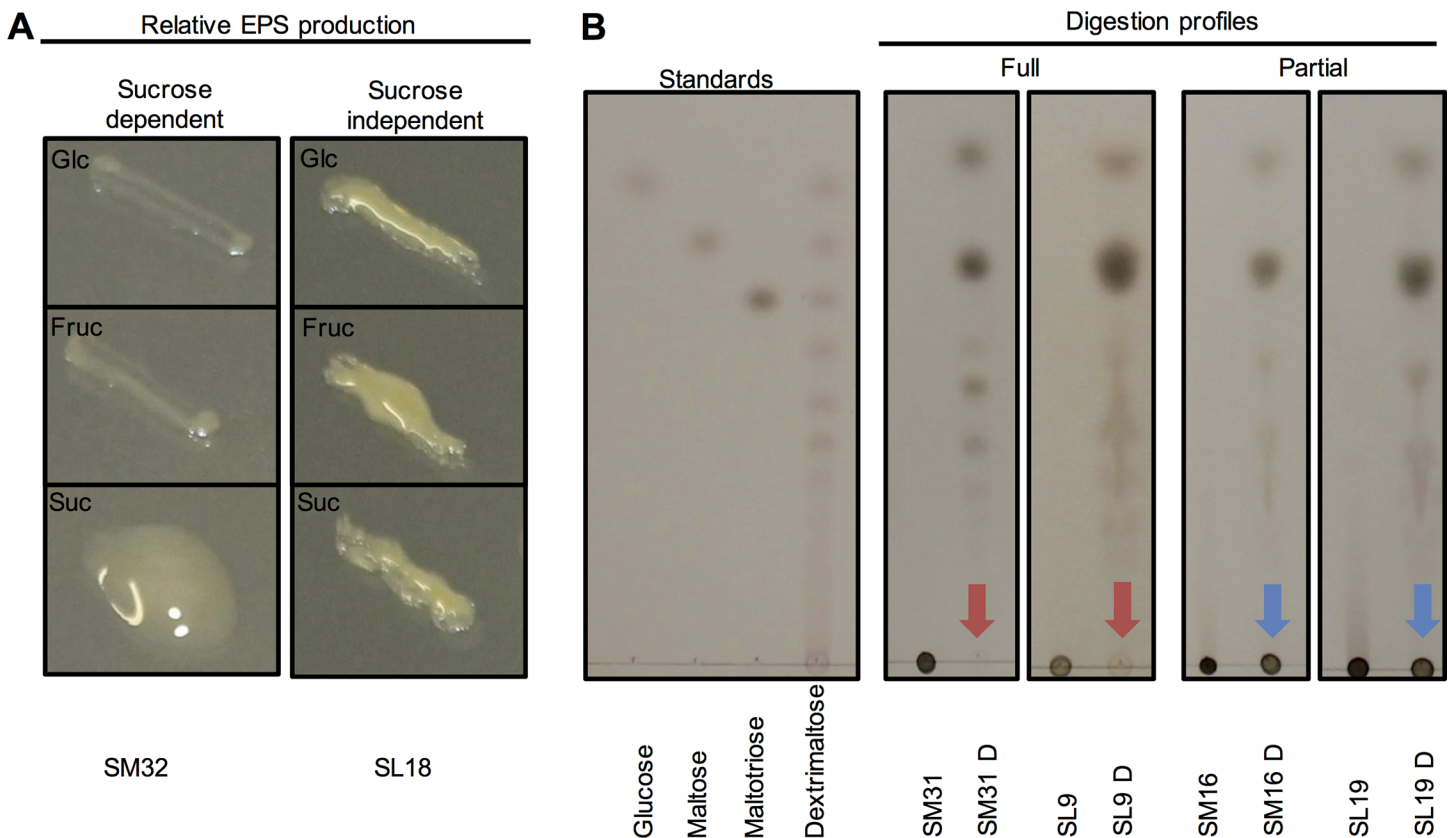 A
Relative EPS production
Sucrose
dependent
Sucrose
independent
Glc
Glc
Fruc
Fruc
Suc
Suc
SM32
SL18
B
Digestion profiles
Standards
Full
Partial
Glucose
Maltose
Maltotriose
Dextrimaltose
SM31
SM31 D
SL9
SL9 D
SM16
SM16 D
SL19
SL19 D